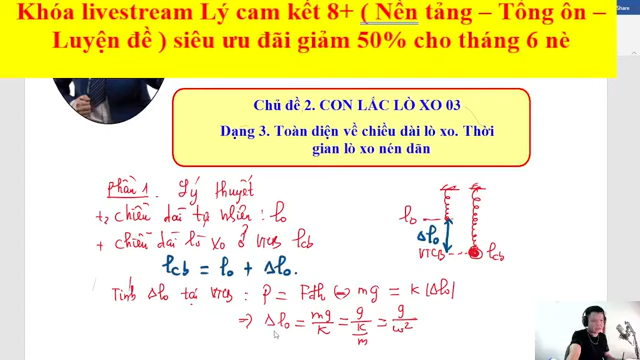 Khóa livestream Lý cam kết 8+ ( Nền tảng – Tổng ôn –
Luyện đề ) siêu ưu đãi giảm 50% cho tháng 6 nè
Chủ đề 2. CON LẮC LÒ XO 03
Dạng 3. Toàn diện về chiều dài lò xo. Thời
gian lò xo nén dãn
Phần 1. Lý thuyết
+ chiều dài tự nhiên: l₀
+ chiều dài lò xo ở VTCB l_cb
l_cb = l₀ + Δl₀.
Tính Δl₀ tại VTCB: P = Fđh ⇔ mg = k|Δl₀|
⇒ Δl₀ = mg/k = g/(k/m) = g/ω²
l₀
Δl₀
VTCB
l_cb